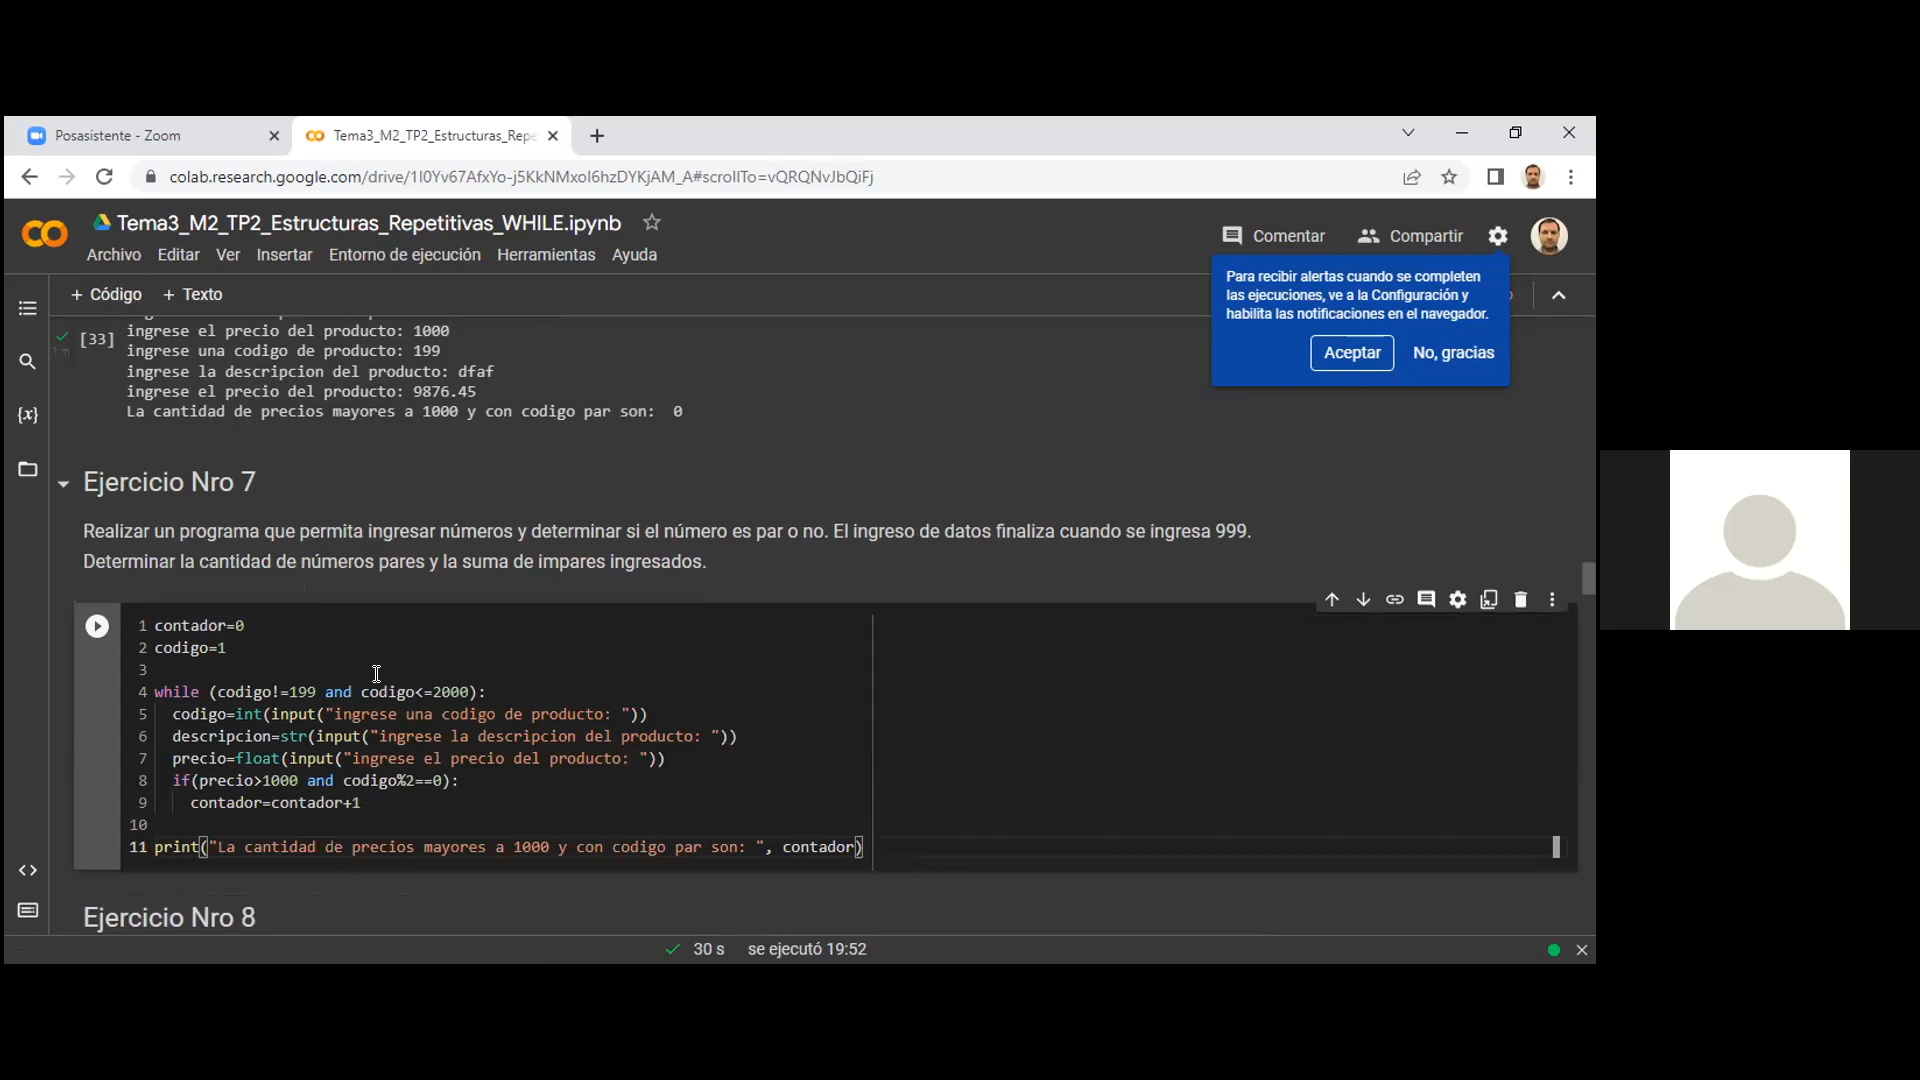 Posasistente - Zoom
Tema3_M2_TP2_Estructuras_Repe
colab.research.google.com/drive/1I0Yv67AfxYo-j5KkNMxoI6hzDYKjAM_A#scrollTo=vQRQNvJbQiFj
Tema3_M2_TP2_Estructuras_Repetitivas_WHILE.ipynb
Comentar
Compartir
Archivo Editar Ver Insertar Entorno de ejecución Herramientas Ayuda
Para recibir alertas cuando se completen
las ejecuciones, ve a la Configuración y
habilita las notificaciones en el navegador.
Aceptar
No, gracias
+ Código + Texto
[33]
ingrese el precio del producto: 1000
ingrese una codigo de producto: 199
ingrese la descripcion del producto: dfaf
ingrese el precio del producto: 9876.45
La cantidad de precios mayores a 1000 y con codigo par son:  0
Ejercicio Nro 7
Realizar un programa que permita ingresar números y determinar si el número es par o no. El ingreso de datos finaliza cuando se ingresa 999.
Determinar la cantidad de números pares y la suma de impares ingresados.
1 contador=0
2 codigo=1
3
4 while (codigo!=199 and codigo<=2000):
5   codigo=int(input("ingrese una codigo de producto: "))
6   descripcion=str(input("ingrese la descripcion del producto: "))
7   precio=float(input("ingrese el precio del producto: "))
8   if(precio>1000 and codigo%2==0):
9     contador=contador+1
10
11 print("La cantidad de precios mayores a 1000 y con codigo par son: ", contador)
Ejercicio Nro 8
30 s se ejecutó 19:52